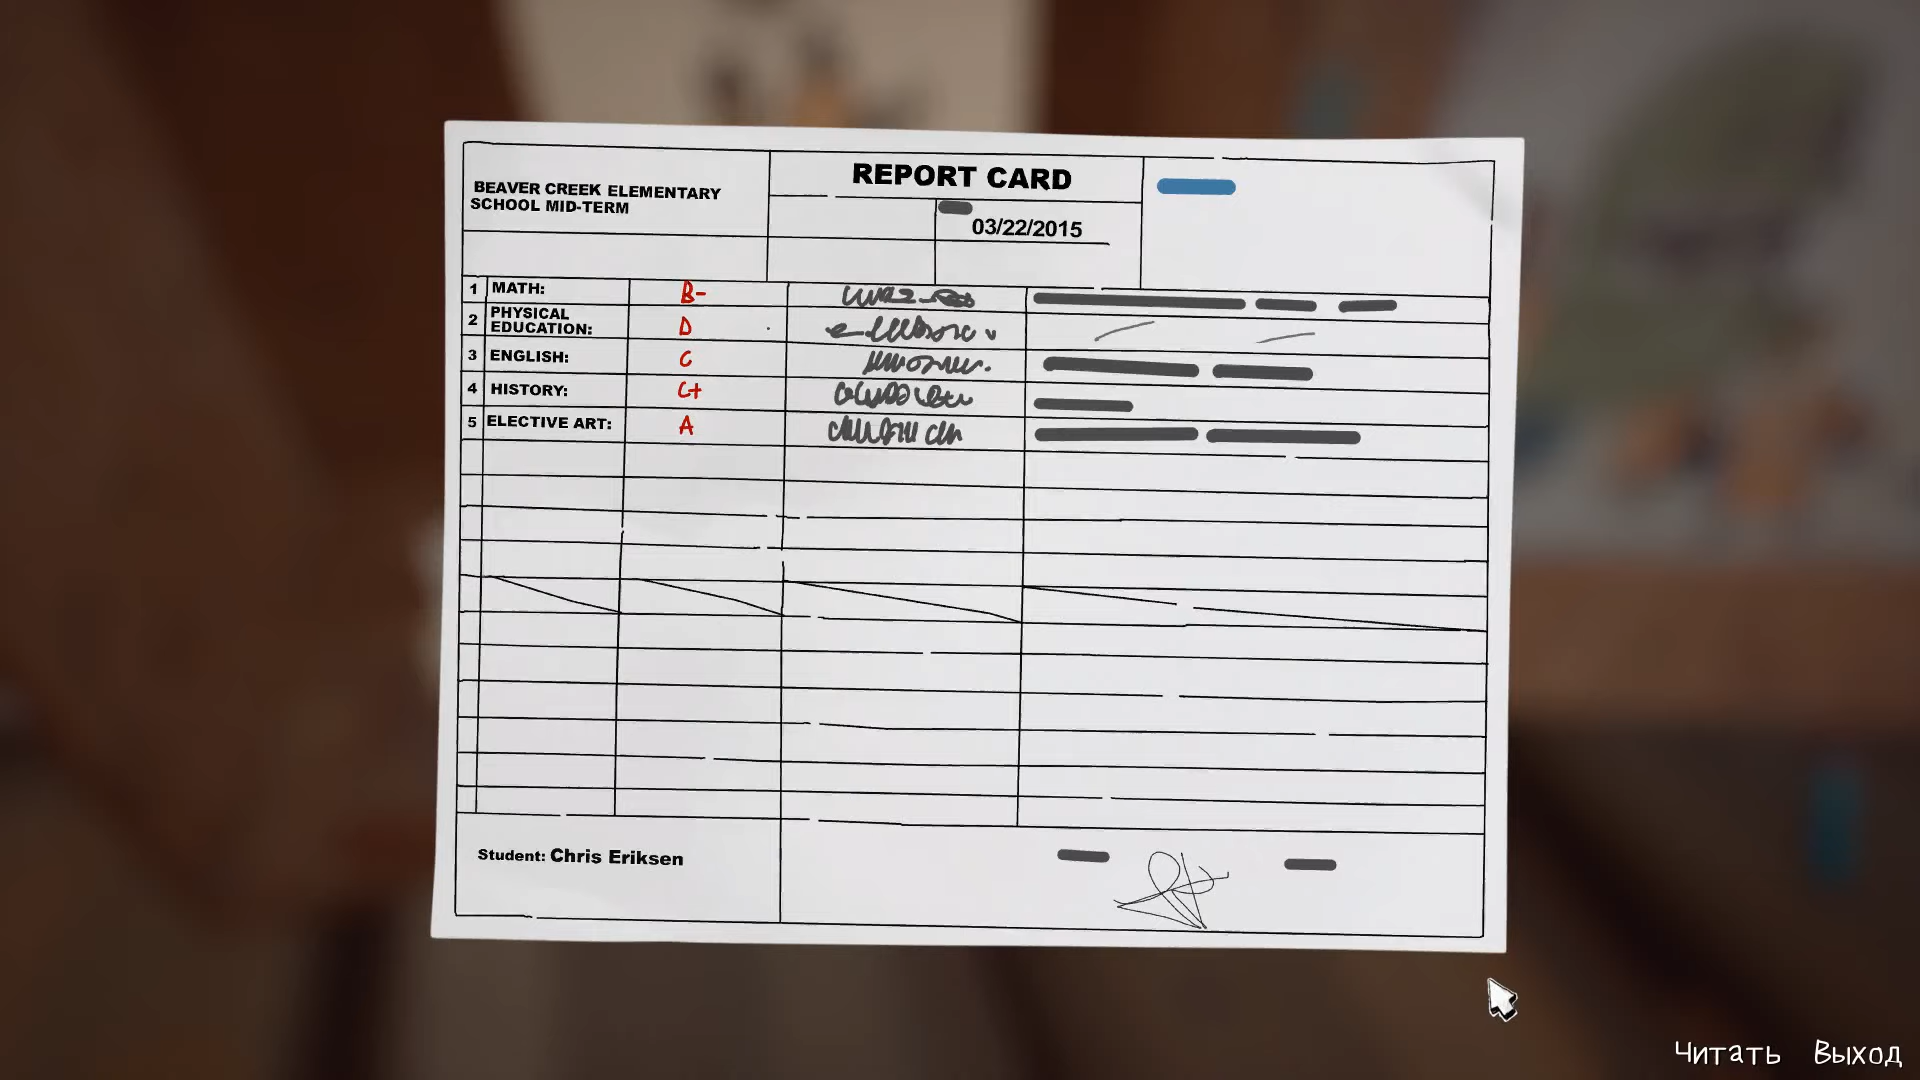 REPORT CARD
BEAVER CREEK ELEMENTARY
SCHOOL MID-TERM
03/22/2015
1 MATH: B-
2 PHYSICAL
EDUCATION: D
3 ENGLISH: C
4 HISTORY: C+
5 ELECTIVE ART: A
Student: Chris Eriksen
Читать Выход